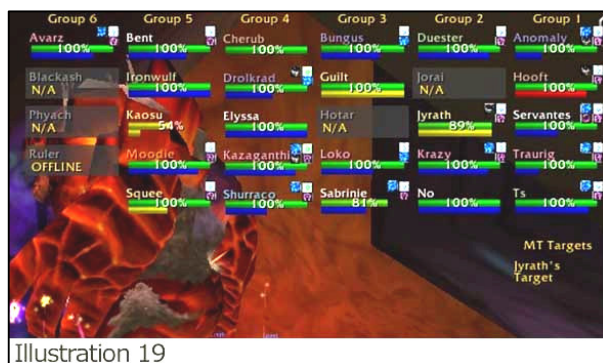 Group 6 Group 5 Group 4 Group 3 Group 2 Group 1
Avarz Bent Cherub Bungus Duester Anomaly
100% 100% 100% 100% 100% 100%
Blackash Ironwulf Drolkrad Guilt Jorai Hooft
N/A 100% 100% 100% N/A 100%
Phyach Kaosu Elyssa Hotar Jyrath Servantes
N/A 54% 100% N/A 89% 100%
Ruler Moodie Kazaganthi Loko Krazy Traurig
OFFLINE 100% 100% 100% 100% 100%
Squee Shurraco Sabrinie No Ts
100% 100% 81% 100% 100%
MT Targets
Jyrath's
Target
Illustration 19